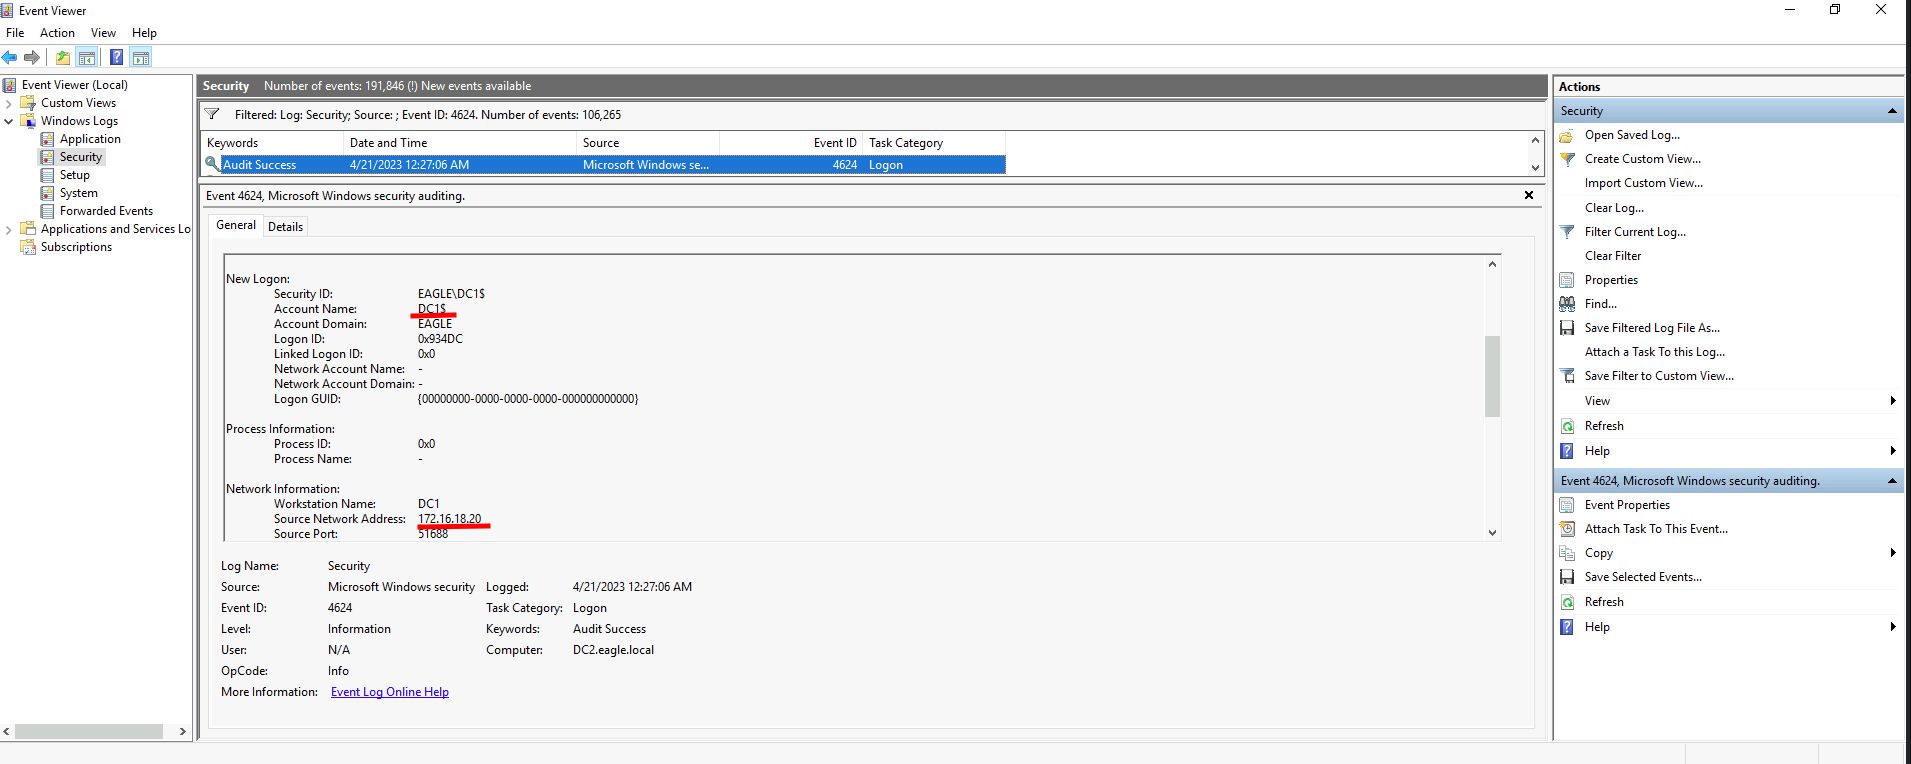 Event Viewer
File Action View Help
Event Viewer (Local)
Custom Views
Windows Logs
Application
Security
Setup
System
Forwarded Events
Applications and Services Lo
Subscriptions
Security Number of events: 191,846 (!) New events available
Filtered: Log: Security; Source: ; Event ID: 4624. Number of events: 106,265
Keywords Date and Time Source Event ID Task Category
Audit Success 4/21/2023 12:27:06 AM Microsoft Windows se... 4624 Logon
Event 4624, Microsoft Windows security auditing.
General Details
New Logon:
Security ID: EAGLE\DC1$
Account Name: DC1$
Account Domain: EAGLE
Logon ID: 0x934DC
Linked Logon ID: 0x0
Network Account Name: -
Network Account Domain: -
Logon GUID: {00000000-0000-0000-0000-000000000000}
Process Information:
Process ID: 0x0
Process Name: -
Network Information:
Workstation Name: DC1
Source Network Address: 172.16.18.20
Source Port: 51688
Log Name: Security
Source: Microsoft Windows security Logged: 4/21/2023 12:27:06 AM
Event ID: 4624 Task Category: Logon
Level: Information Keywords: Audit Success
User: N/A Computer: DC2.eagle.local
OpCode: Info
More Information: Event Log Online Help
Actions
Security
Open Saved Log...
Create Custom View...
Import Custom View...
Clear Log...
Filter Current Log...
Clear Filter
Properties
Find...
Save Filtered Log File As...
Attach a Task To this Log...
Save Filter to Custom View...
View
Refresh
Help
Event 4624, Microsoft Windows security auditing.
Event Properties
Attach Task To This Event...
Copy
Save Selected Events...
Refresh
Help